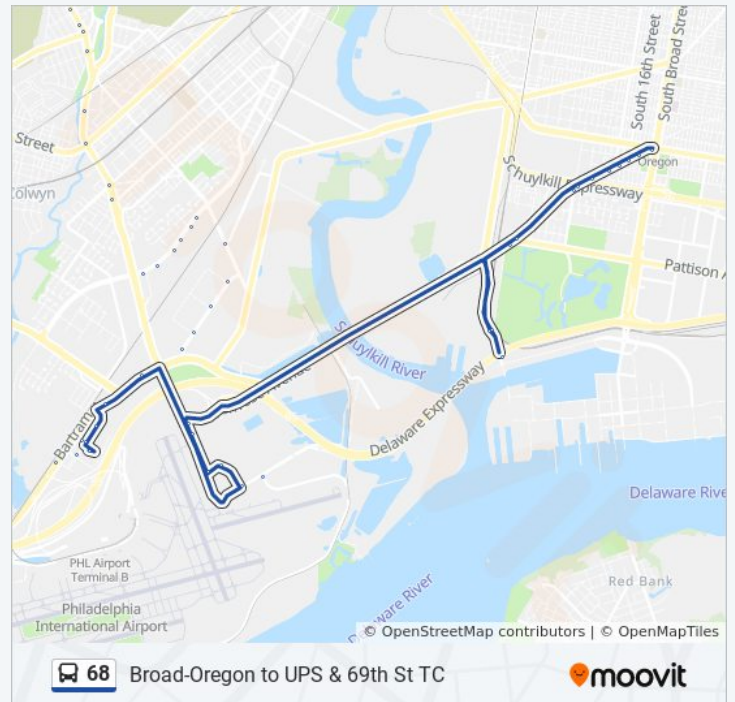 South 16th Street
South Broad Stree
Street
Oregon
Schuylkill Expressway
olwyn
Pattison A
Schuylkill River
Bartram
Delaware Expressway
Delaware Rive
PHL Airport
Terminal B
Red Bank
Philadelphia
International Airport
Delaware River
© OpenStreetMap contributors | © OpenMapTiles
68 Broad-Oregon to UPS & 69th St TC
moovit